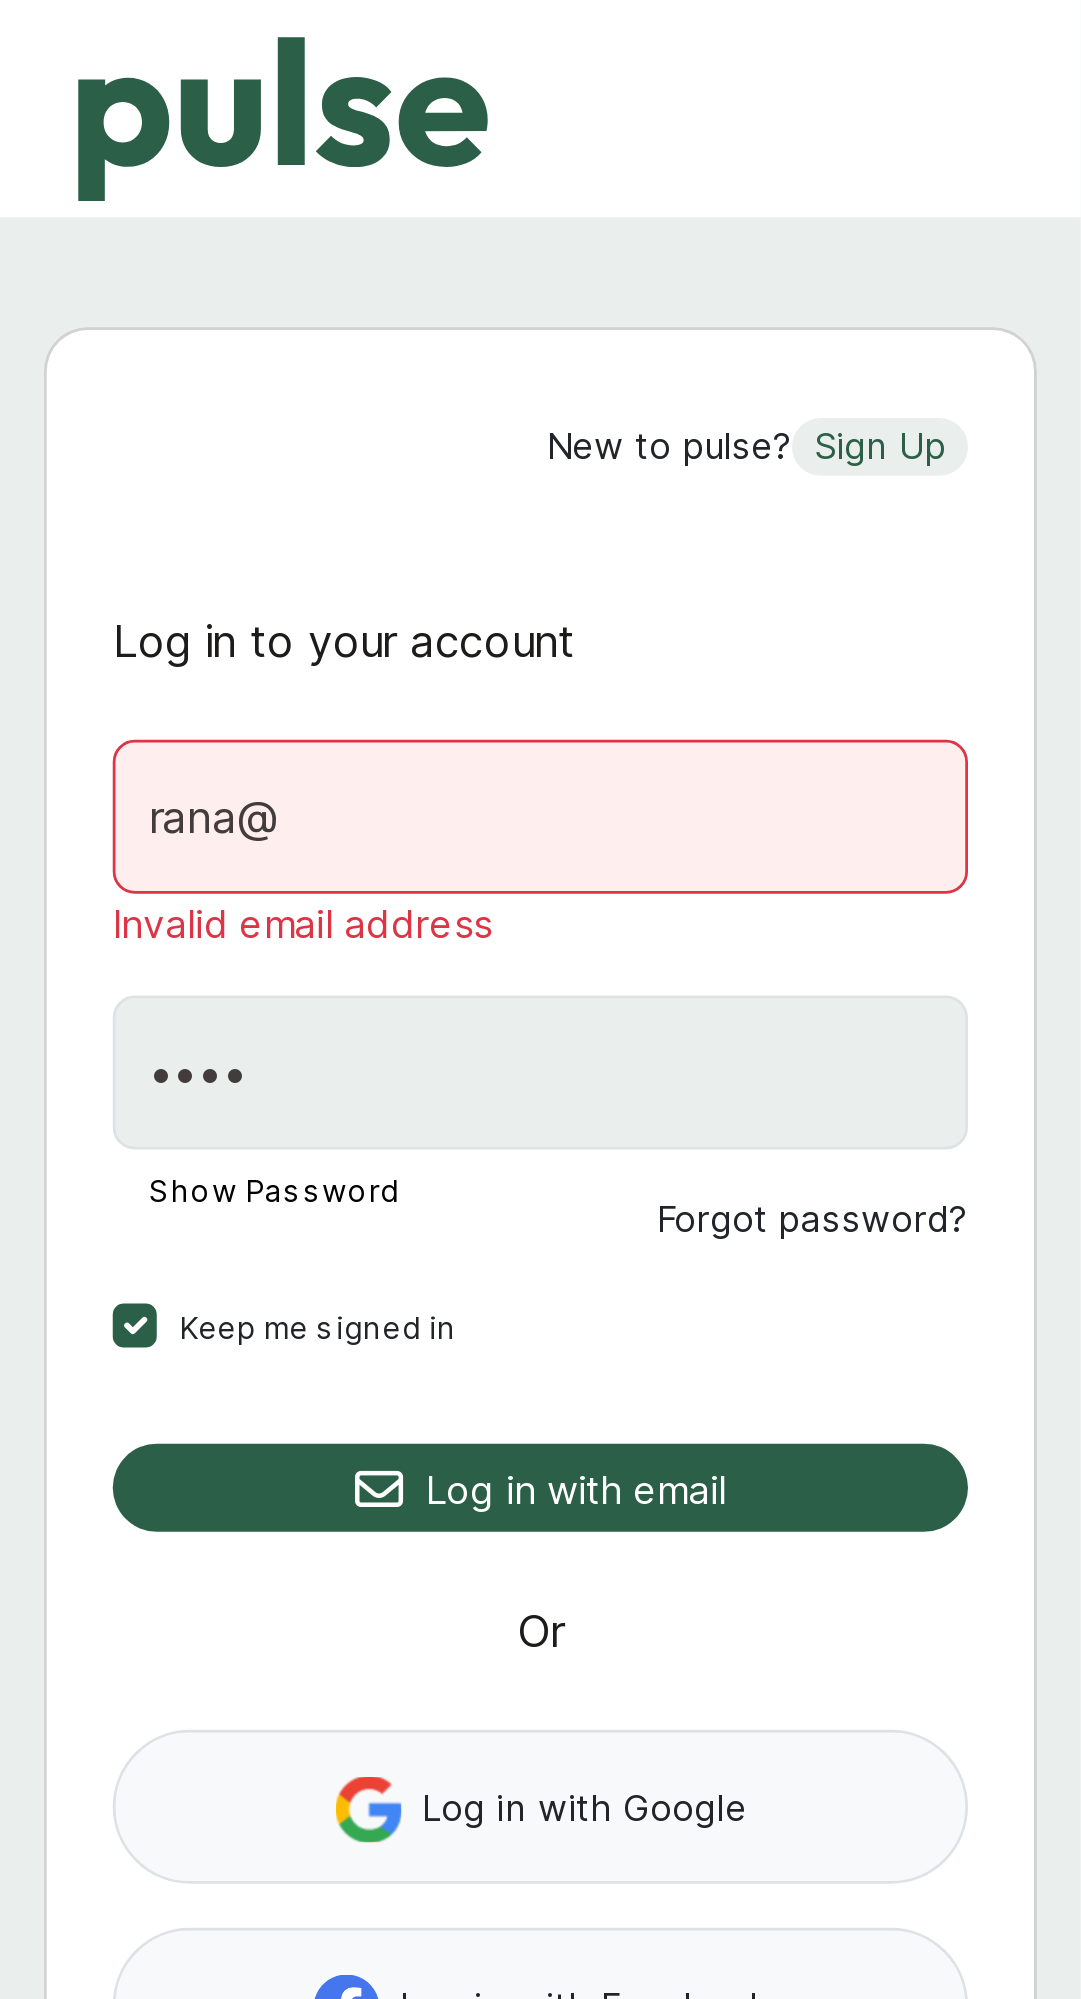 pulse
New to pulse? Sign Up
Log in to your account
rana@
Invalid email address
••••
Show Password
Forgot password?
Keep me signed in
Log in with email
Or
Log in with Google